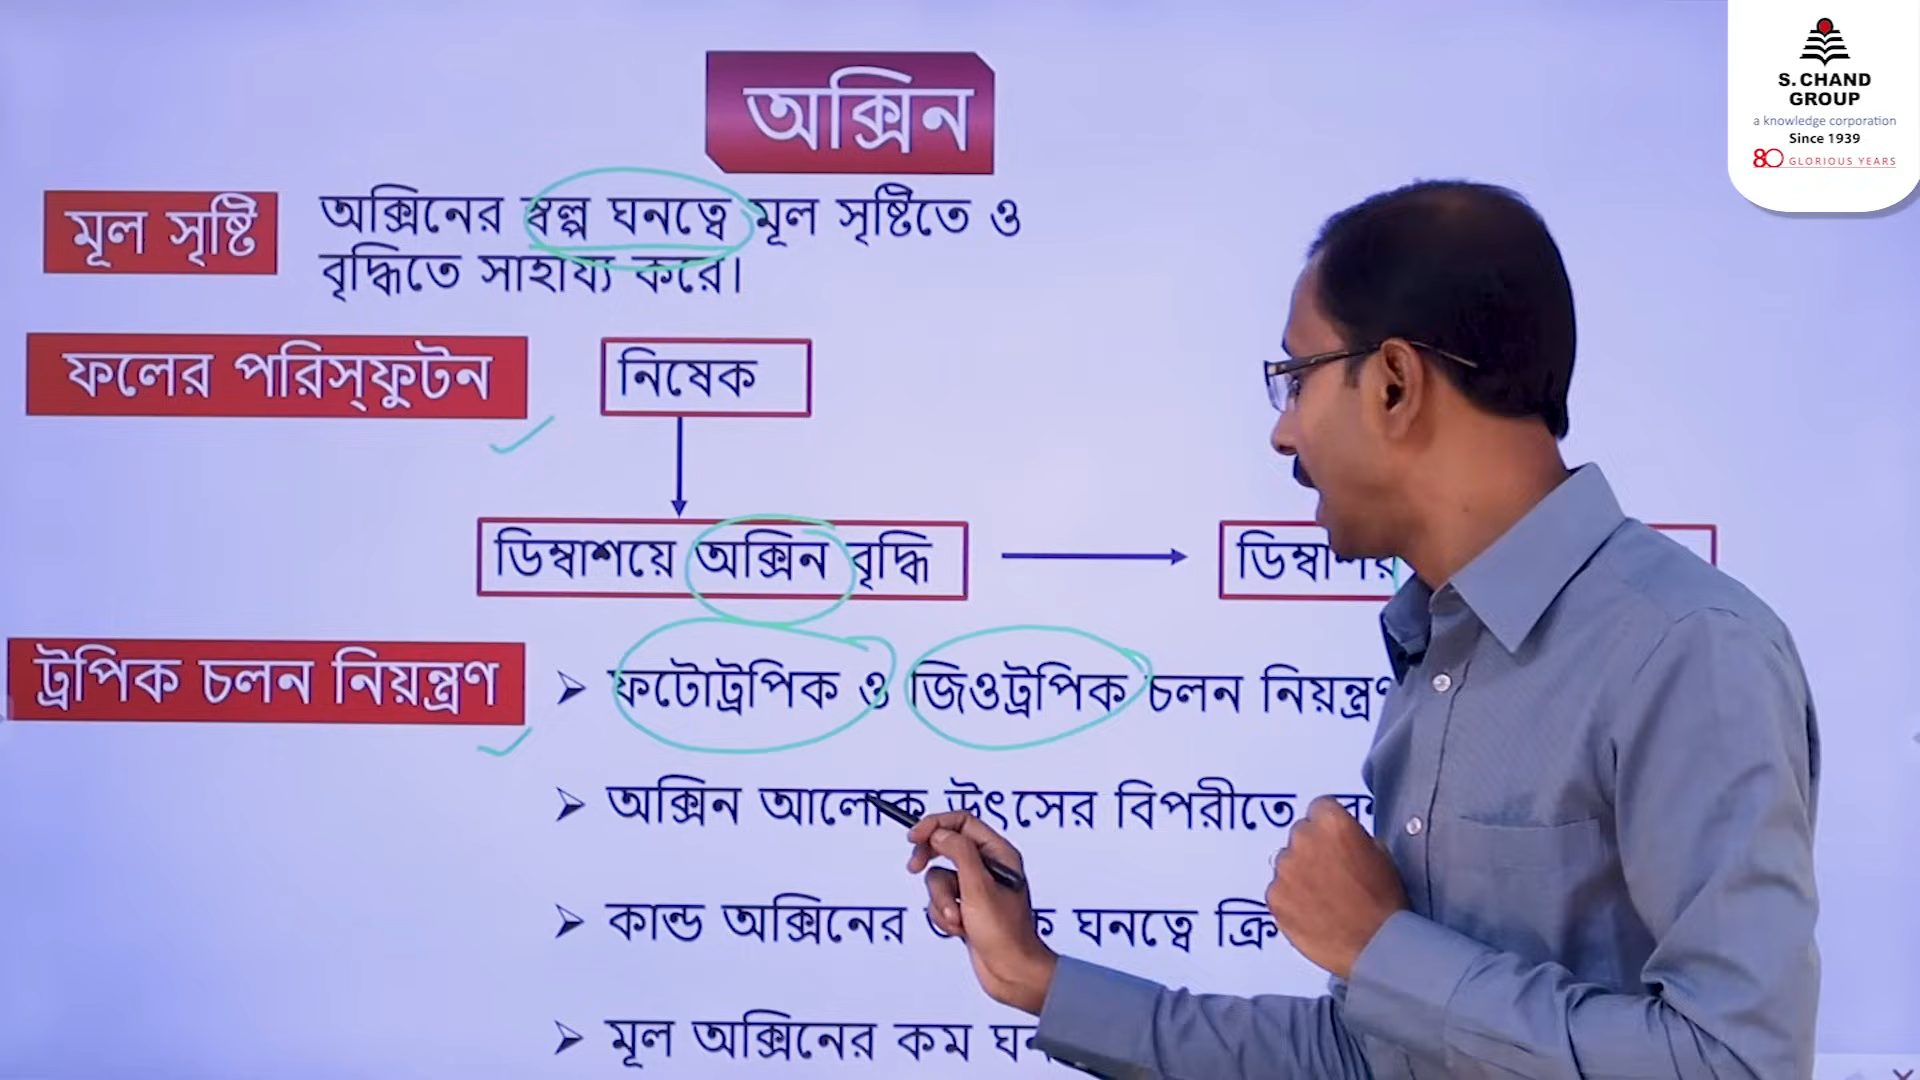 S. CHAND
GROUP
a knowledge corporation
Since 1939
80 GLORIOUS YEARS
অক্সিন
মূল সৃষ্টি
অক্সিনের স্বল্প ঘনত্বে মূল সৃষ্টিতে ও
বৃদ্ধিতে সাহায্য করে।
ফলের পরিস্ফুটন
নিষেক
ডিম্বাশয়ে অক্সিন বৃদ্ধি
ট্রপিক চলন নিয়ন্ত্রণ
➢ ফটোট্রপিক ও জিওট্রপিক চলন
➢ অক্সিন আলোক উৎসের বিপরীতে
➢ কান্ড অক্সিনের ঘনত্বে
➢ মূল অক্সিনের কম